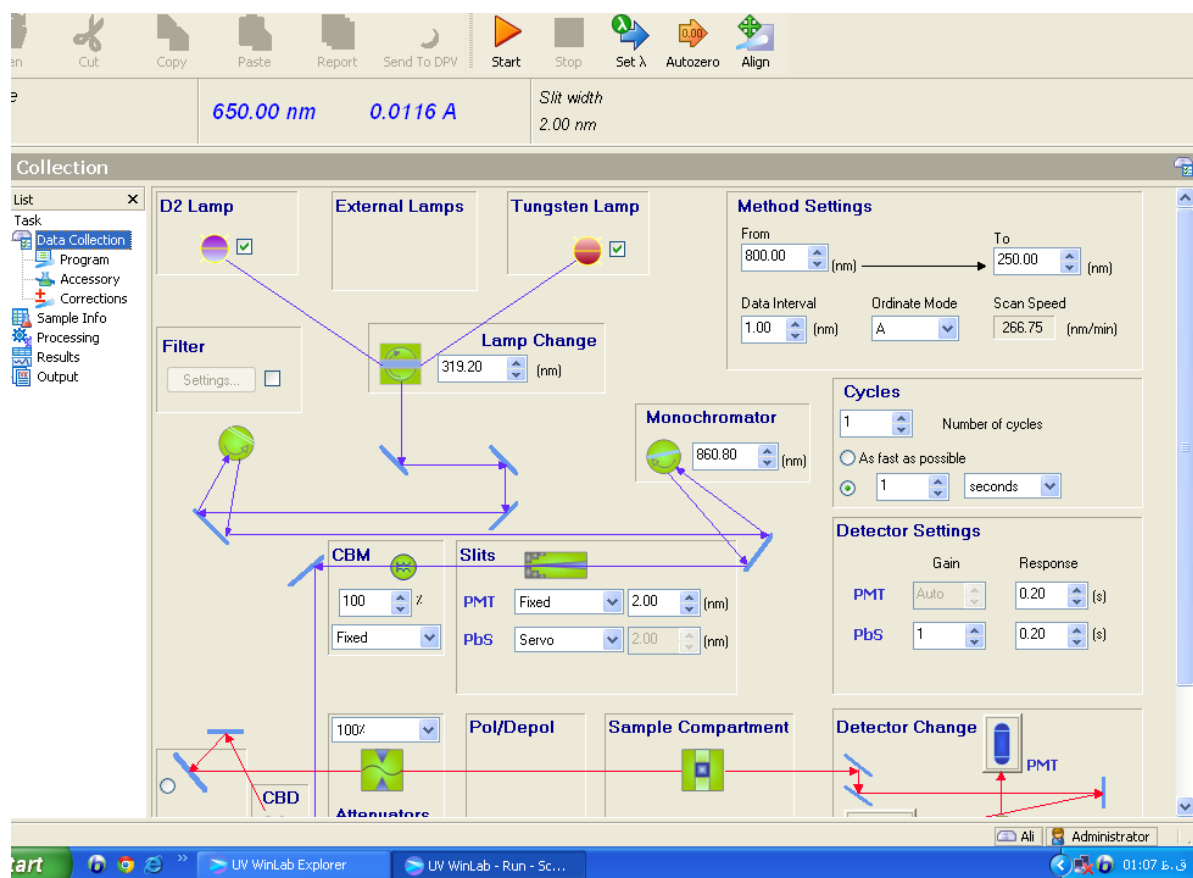 Cut Copy Paste Report Send To DPV Start Stop Set λ Autozero Align
0.00
650.00 nm 0.0116 A
Slit width
2.00 nm
Collection
List
Task
Data Collection
Program
Accessory
Corrections
Sample Info
Processing
Results
Output
D2 Lamp
External Lamps
Tungsten Lamp
Filter
Settings...
Lamp Change
319.20 (nm)
Monochromator
860.80 (nm)
Method Settings
From To
800.00 (nm) 250.00 (nm)
Data Interval Ordinate Mode Scan Speed
1.00 (nm) A 266.75 (nm/min)
Cycles
1 Number of cycles
As fast as possible
1 seconds
CBM
100 %
Fixed
Slits
PMT Fixed 2.00 (nm)
PbS Servo 2.00 (nm)
Detector Settings
Gain Response
PMT Auto 0.20 (s)
PbS 1 0.20 (s)
100%
Attenuators
Pol/Depol
Sample Compartment
Detector Change
PMT
CBD
Ali Administrator
UV WinLab Explorer
UV WinLab - Run - Sc...
01:07 ق.ظ